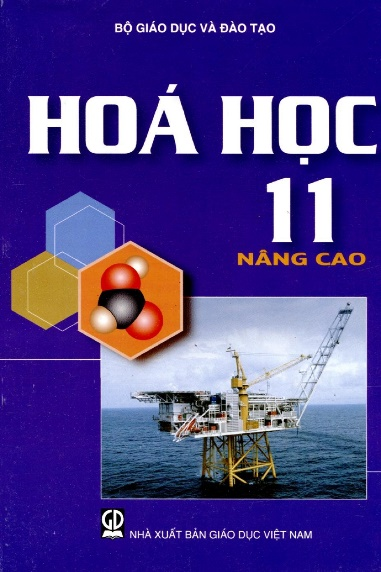 BỘ GIÁO DỤC VÀ ĐÀO TẠO
HOÁ HỌC
11
NÂNG CAO
GD
NHÀ XUẤT BẢN GIÁO DỤC VIỆT NAM